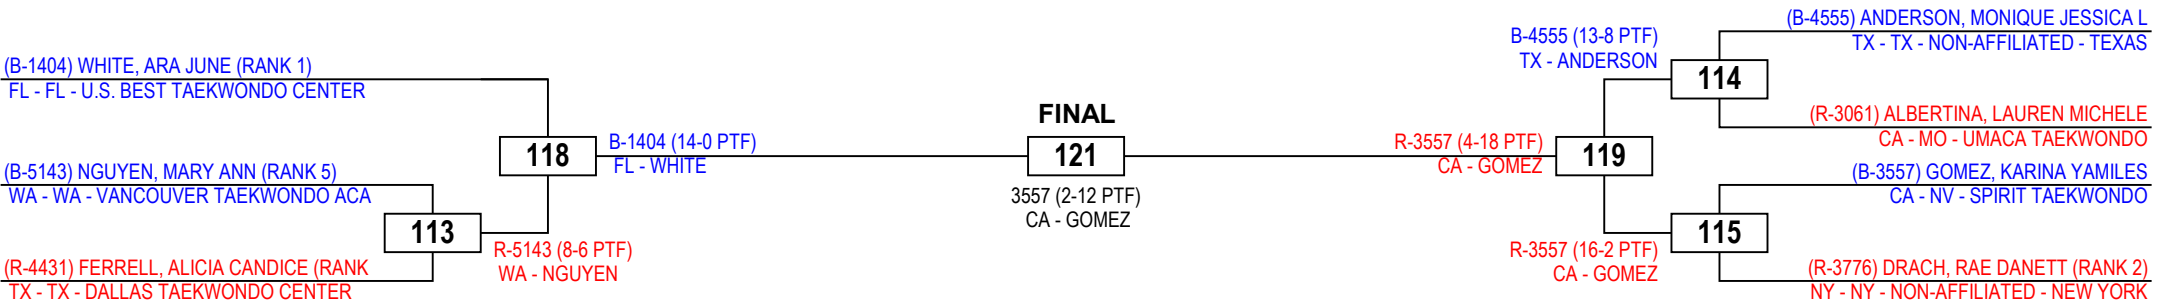 (B-1404) WHITE, ARA JUNE (RANK 1)
FL - FL - U.S. BEST TAEKWONDO CENTER
(B-5143) NGUYEN, MARY ANN (RANK 5)
WA - WA - VANCOUVER TAEKWONDO ACA
113
(R-4431) FERRELL, ALICIA CANDICE (RANK
TX - TX - DALLAS TAEKWONDO CENTER
118
R-5143 (8-6 PTF)
WA - NGUYEN
B-1404 (14-0 PTF)
FL - WHITE
FINAL
121
3557 (2-12 PTF)
CA - GOMEZ
R-3557 (4-18 PTF)
CA - GOMEZ
119
B-4555 (13-8 PTF)
TX - ANDERSON
R-3557 (16-2 PTF)
CA - GOMEZ
(B-4555) ANDERSON, MONIQUE JESSICA L
TX - TX - NON-AFFILIATED - TEXAS
114
(R-3061) ALBERTINA, LAUREN MICHELE
CA - MO - UMACA TAEKWONDO
(B-3557) GOMEZ, KARINA YAMILES
CA - NV - SPIRIT TAEKWONDO
115
(R-3776) DRACH, RAE DANETT (RANK 2)
NY - NY - NON-AFFILIATED - NEW YORK